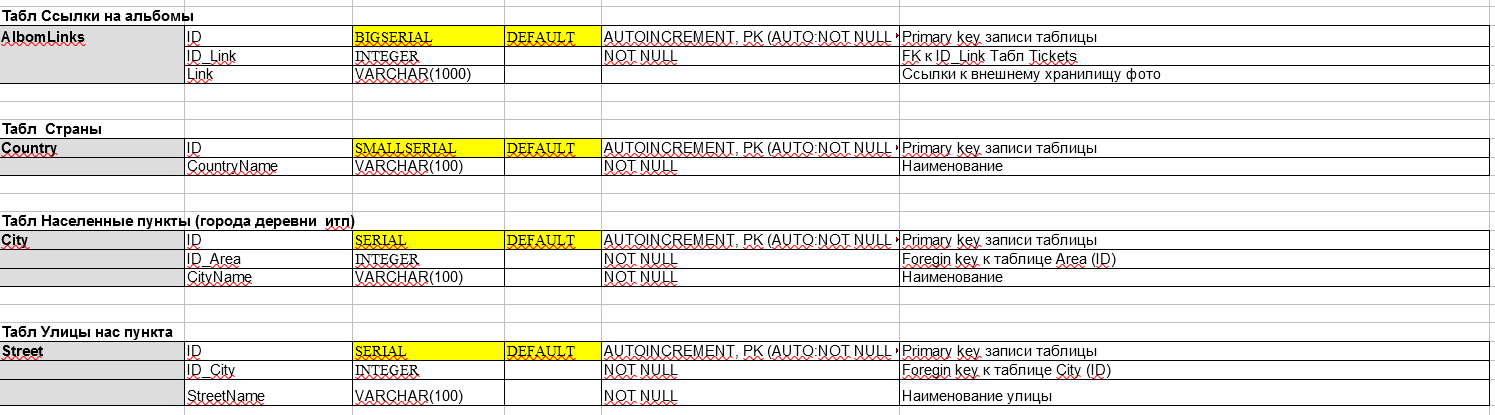 Табл Ссылки на альбомы
AlbomLinks ID BIGSERIAL DEFAULT AUTOINCREMENT, PK (AUTO:NOT NULL Primary key записи таблицы
ID_Link INTEGER NOT NULL FK к ID_Link Табл Tickets
Link VARCHAR(1000) Ссылки к внешнему хранилищу фото
Табл Страны
Country ID SMALLSERIAL DEFAULT AUTOINCREMENT, PK (AUTO:NOT NULL Primary key записи таблицы
CountryName VARCHAR(100) NOT NULL Наименование
Табл Населенные пункты (города деревни итп)
City ID SERIAL DEFAULT AUTOINCREMENT, PK (AUTO:NOT NULL Primary key записи таблицы
ID_Area INTEGER NOT NULL Foregin key к таблице Area (ID)
CityName VARCHAR(100) NOT NULL Наименование
Табл Улицы нас пункта
Street ID SERIAL DEFAULT AUTOINCREMENT, PK (AUTO:NOT NULL Primary key записи таблицы
ID_City INTEGER NOT NULL Foregin key к таблице City (ID)
StreetName VARCHAR(100) NOT NULL Наименование улицы